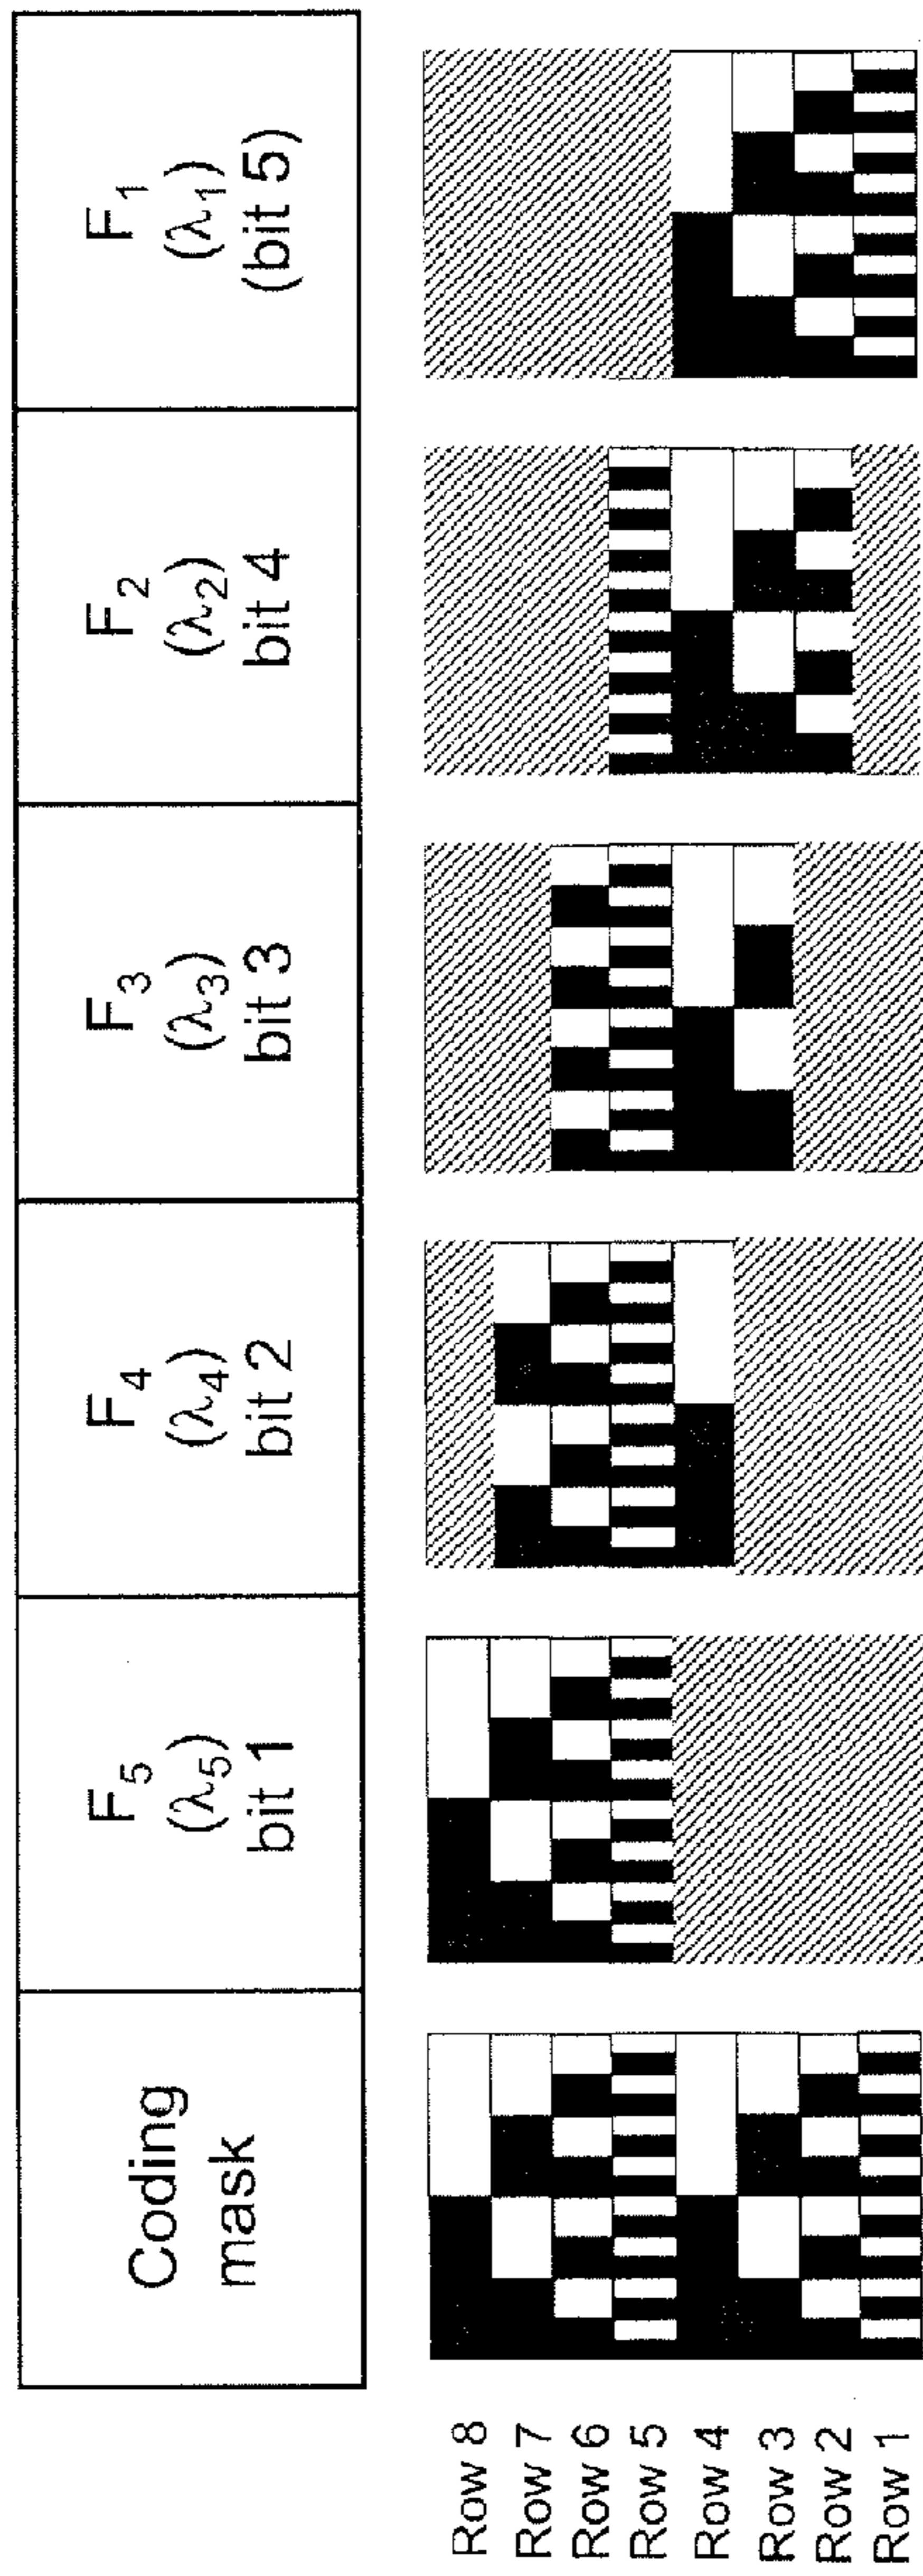 Coding
mask
F₅
(λ₅)
bit 1
F₄
(λ₄)
bit 2
F₃
(λ₃)
bit 3
F₂
(λ₂)
bit 4
F₁
(λ₁)
(bit 5)
Row 8
Row 7
Row 6
Row 5
Row 4
Row 3
Row 2
Row 1